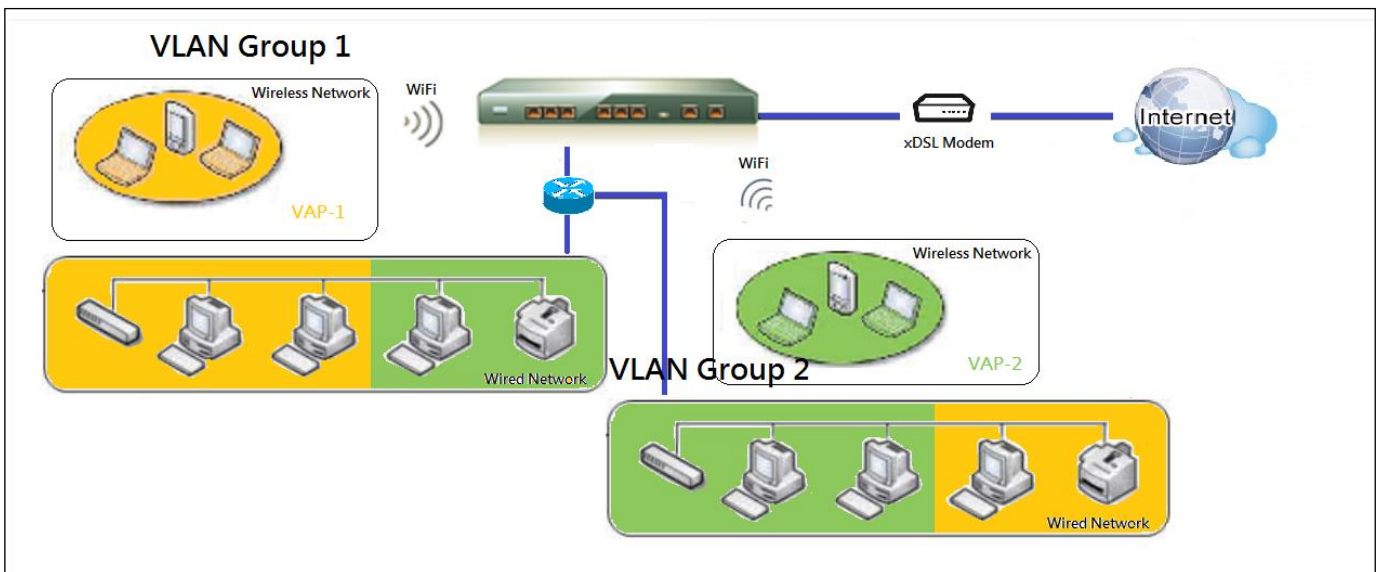 VLAN Group 1
Wireless Network
WiFi
VAP-1
xDSL Modem
Internet
WiFi
Wireless Network
VAP-2
Wired Network
VLAN Group 2
Wired Network